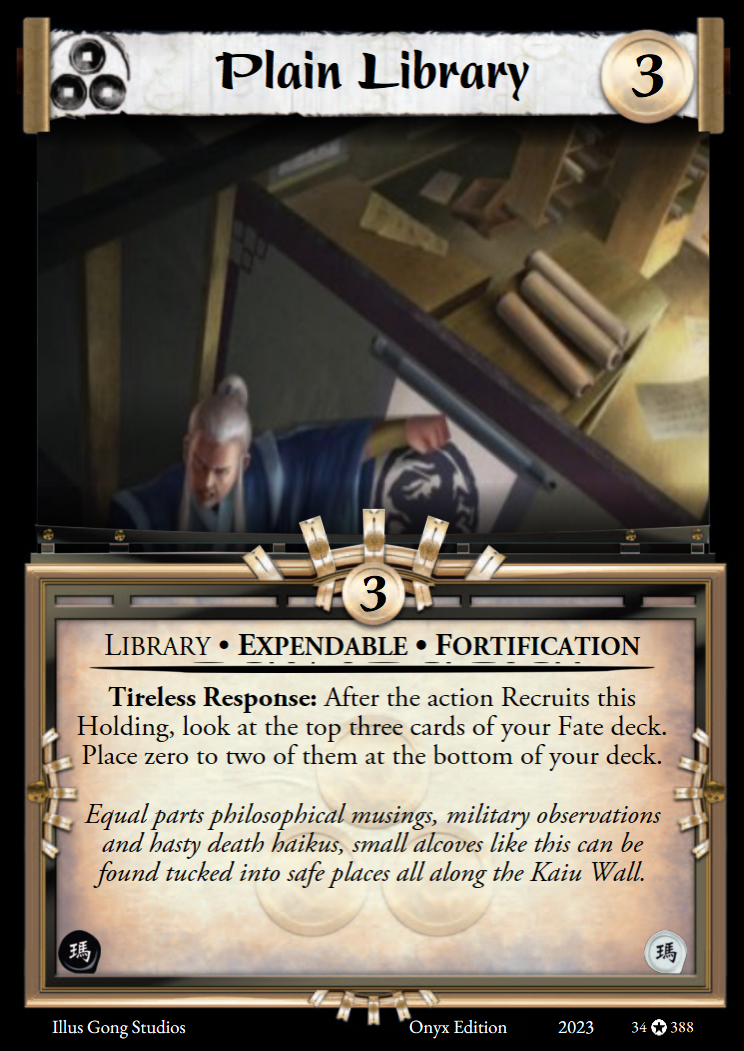 Plain Library
3
3
Library • Expendable • Fortification
Tireless Response: After the action Recruits this
Holding, look at the top three cards of your Fate deck.
Place zero to two of them at the bottom of your deck.
Equal parts philosophical musings, military observations
and hasty death haikus, small alcoves like this can be
found tucked into safe places all along the Kaiu Wall.
瑪 瑪
Illus Gong Studios Onyx Edition 2023 34 ✪ 388